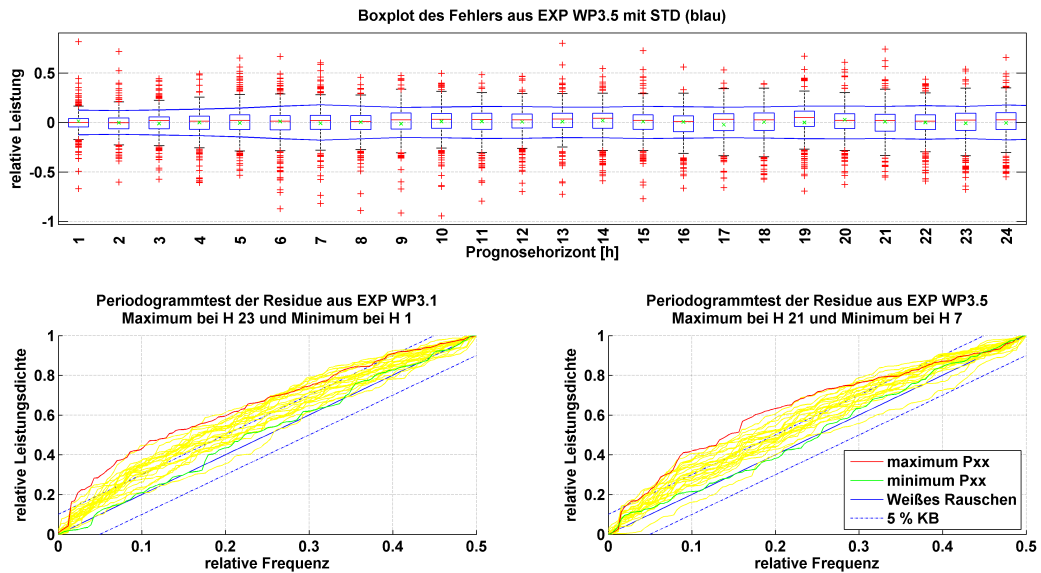 Boxplot des Fehlers aus EXP WP3.5 mit STD (blau)
relative Leistung
0.5
0
-0.5
-1
1 2 3 4 5 6 7 8 9 10 11 12 13 14 15 16 17 18 19 20 21 22 23 24
Prognosehorizont [h]
Periodogrammtest der Residue aus EXP WP3.1
Maximum bei H 23 und Minimum bei H 1
relative Leistungsdichte
1
0.8
0.6
0.4
0.2
0
0 0.1 0.2 0.3 0.4 0.5
relative Frequenz
Periodogrammtest der Residue aus EXP WP3.5
Maximum bei H 21 und Minimum bei H 7
relative Leistungsdichte
1
0.8
0.6
0.4
0.2
0
maximum Pxx
minimum Pxx
Weißes Rauschen
5 % KB
0 0.1 0.2 0.3 0.4 0.5
relative Frequenz